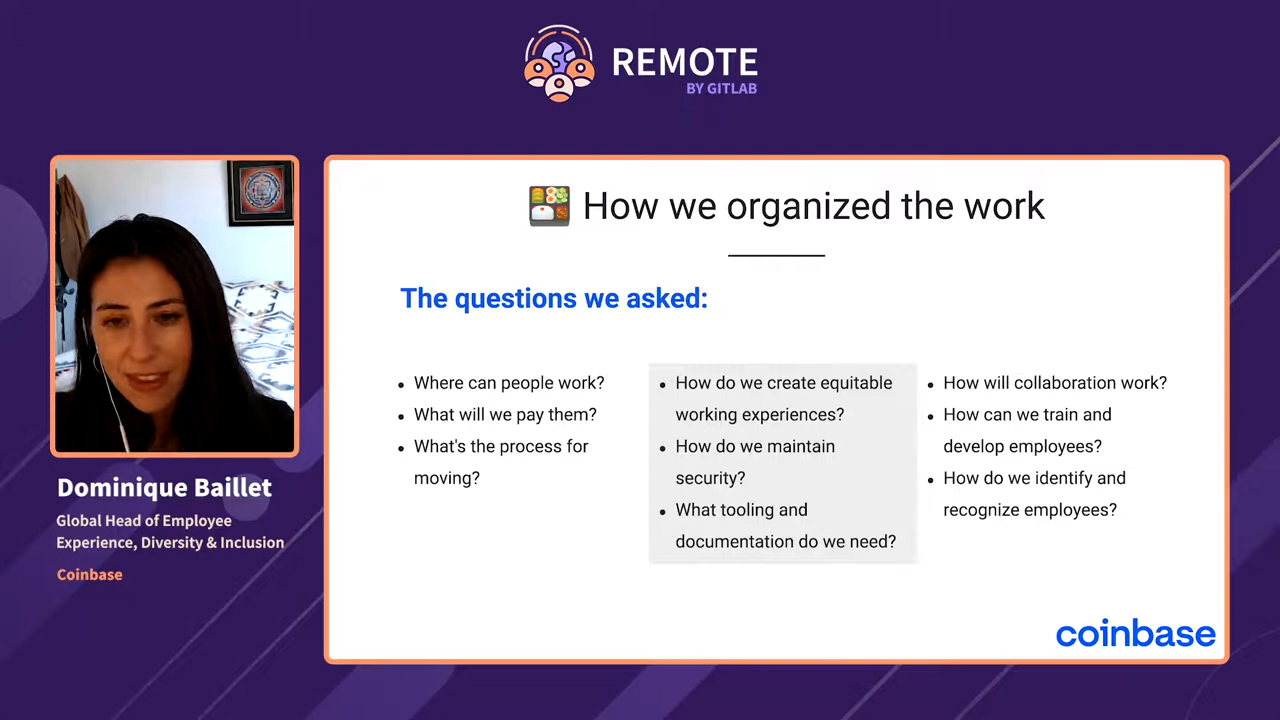 REMOTE
BY GITLAB
How we organized the work
The questions we asked:
• Where can people work?
• What will we pay them?
• What's the process for
moving?
• How do we create equitable
working experiences?
• How do we maintain
security?
• What tooling and
documentation do we need?
• How will collaboration work?
• How can we train and
develop employees?
• How do we identify and
recognize employees?
coinbase
Dominique Baillet
Global Head of Employee
Experience, Diversity & Inclusion
Coinbase